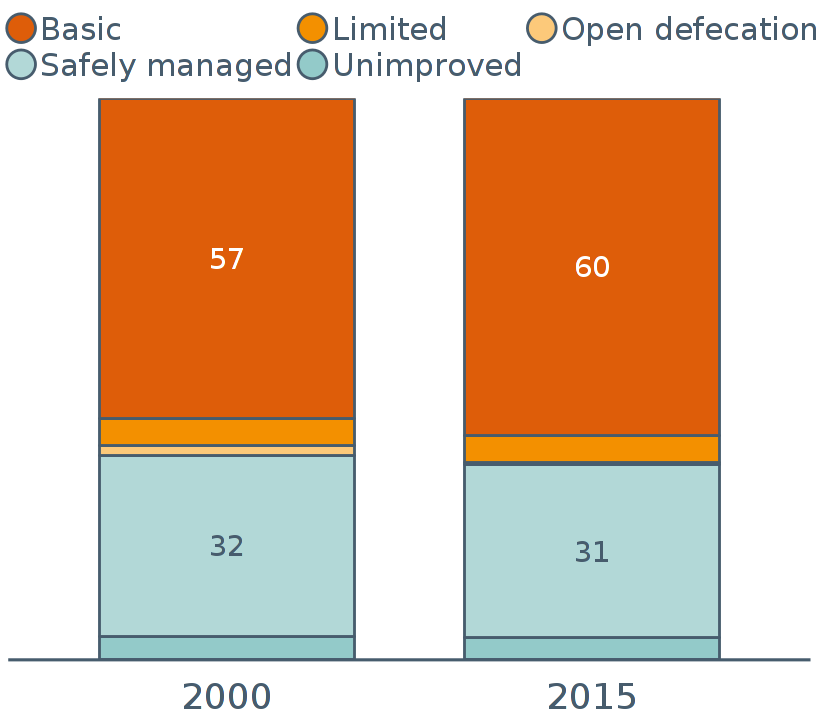 Basic Limited Open defecation
Safely managed Unimproved
57 60
32 31
2000 2015